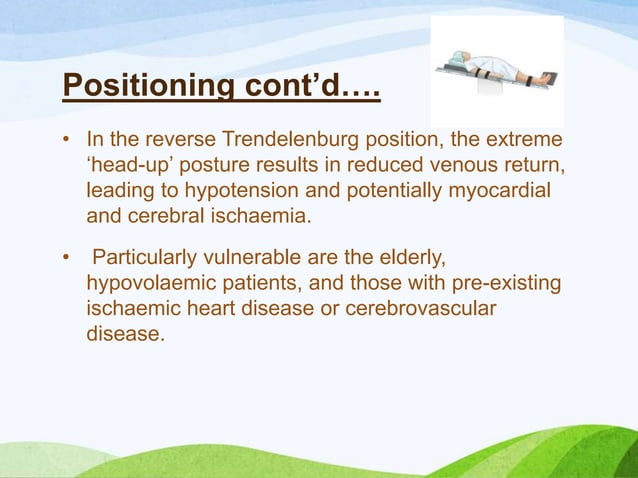 Positioning cont’d….
• In the reverse Trendelenburg position, the extreme
‘head-up’ posture results in reduced venous return,
leading to hypotension and potentially myocardial
and cerebral ischaemia.
• Particularly vulnerable are the elderly,
hypovolaemic patients, and those with pre-existing
ischaemic heart disease or cerebrovascular
disease.